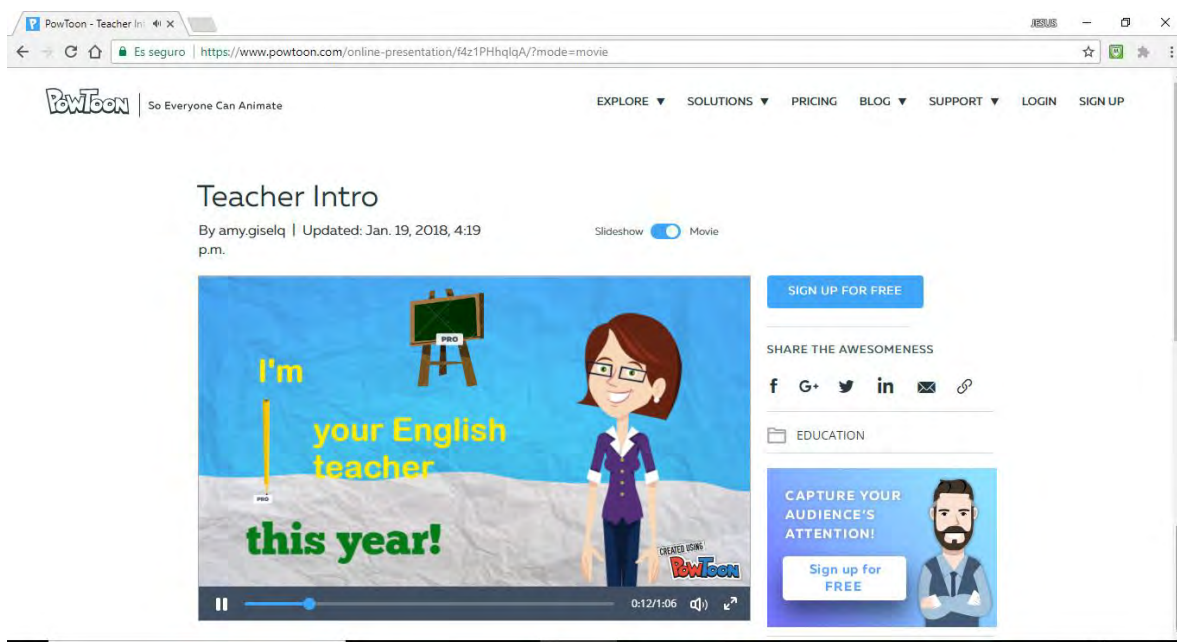 PowToon - Teacher In
JESUS
Es seguro | https://www.powtoon.com/online-presentation/f4z1PHhqlqA/?mode=movie
POWTOON | So Everyone Can Animate
EXPLORE ▼ SOLUTIONS ▼ PRICING BLOG ▼ SUPPORT ▼ LOGIN SIGN UP
Teacher Intro
By amy.giselq | Updated: Jan. 19, 2018, 4:19
p.m.
Slideshow Movie
PRO
I'm
your English
teacher
PRO
this year!
CREATED USING
POWTOON
0:12/1:06
SIGN UP FOR FREE
SHARE THE AWESOMENESS
f G+ in
EDUCATION
CAPTURE YOUR
AUDIENCE'S
ATTENTION!
Sign up for
FREE